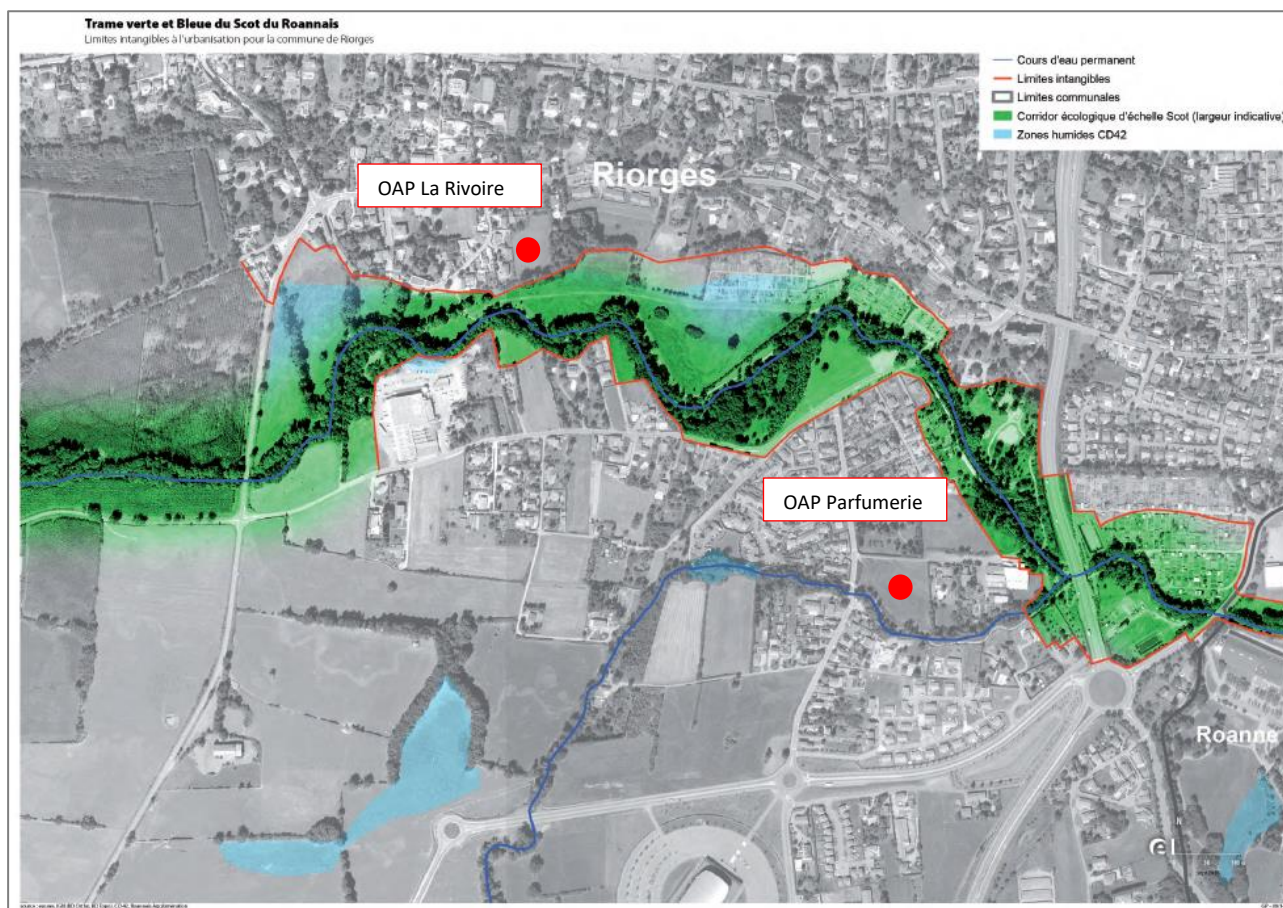 Trame verte et Bleue du Scot du Roannais
Limites intangibles à l'urbanisation pour la commune de Riorges
Cours d'eau permanent
Limites intangibles
Limites communales
Corridor écologique d'échelle Scot (largeur indicative)
Zones humides CD42
OAP La Rivoire
Riorges
OAP Parfumerie
Roanne
N